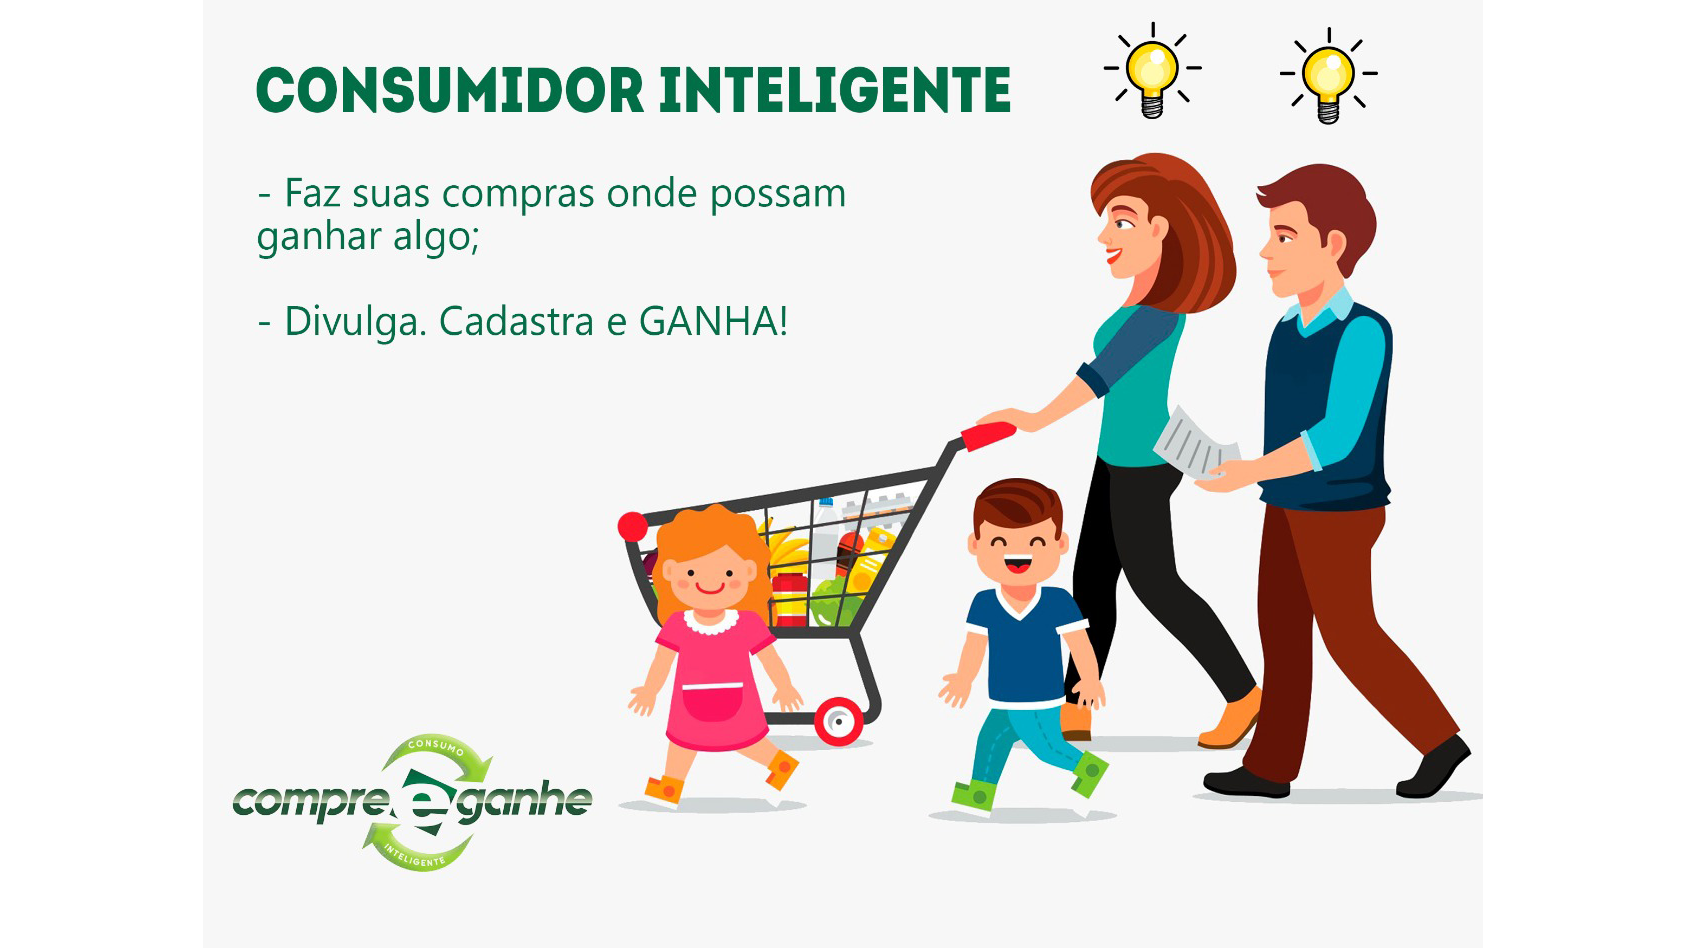 CONSUMIDOR INTELIGENTE
- Faz suas compras onde possam
ganhar algo;
- Divulga. Cadastra e GANHA!
CONSUMO
compre e ganhe
INTELIGENTE